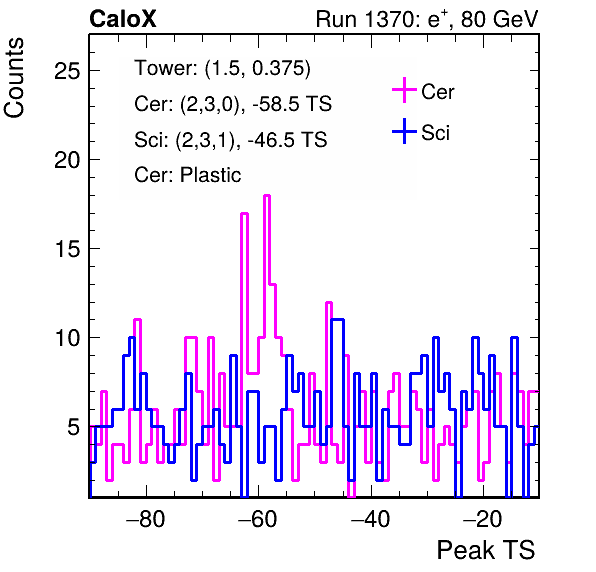 CaloX Run 1370: e⁺, 80 GeV
Counts
25
20
15
10
5
Tower: (1.5, 0.375)
Cer: (2,3,0), -58.5 TS
Sci: (2,3,1), -46.5 TS
Cer: Plastic
Cer
Sci
−80 −60 −40 −20
Peak TS